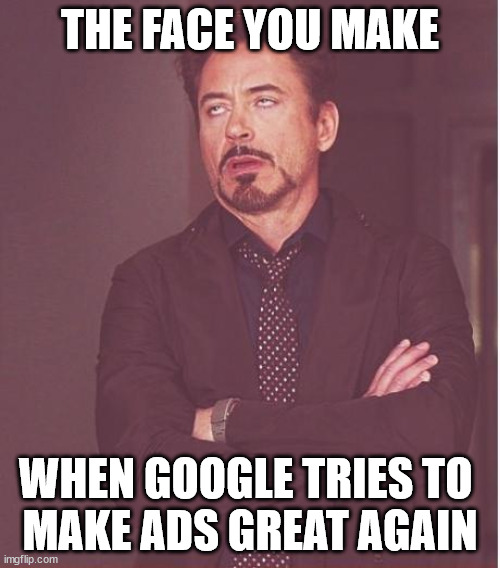 THE FACE YOU MAKE
WHEN GOOGLE TRIES TO
MAKE ADS GREAT AGAIN
imgflip.com